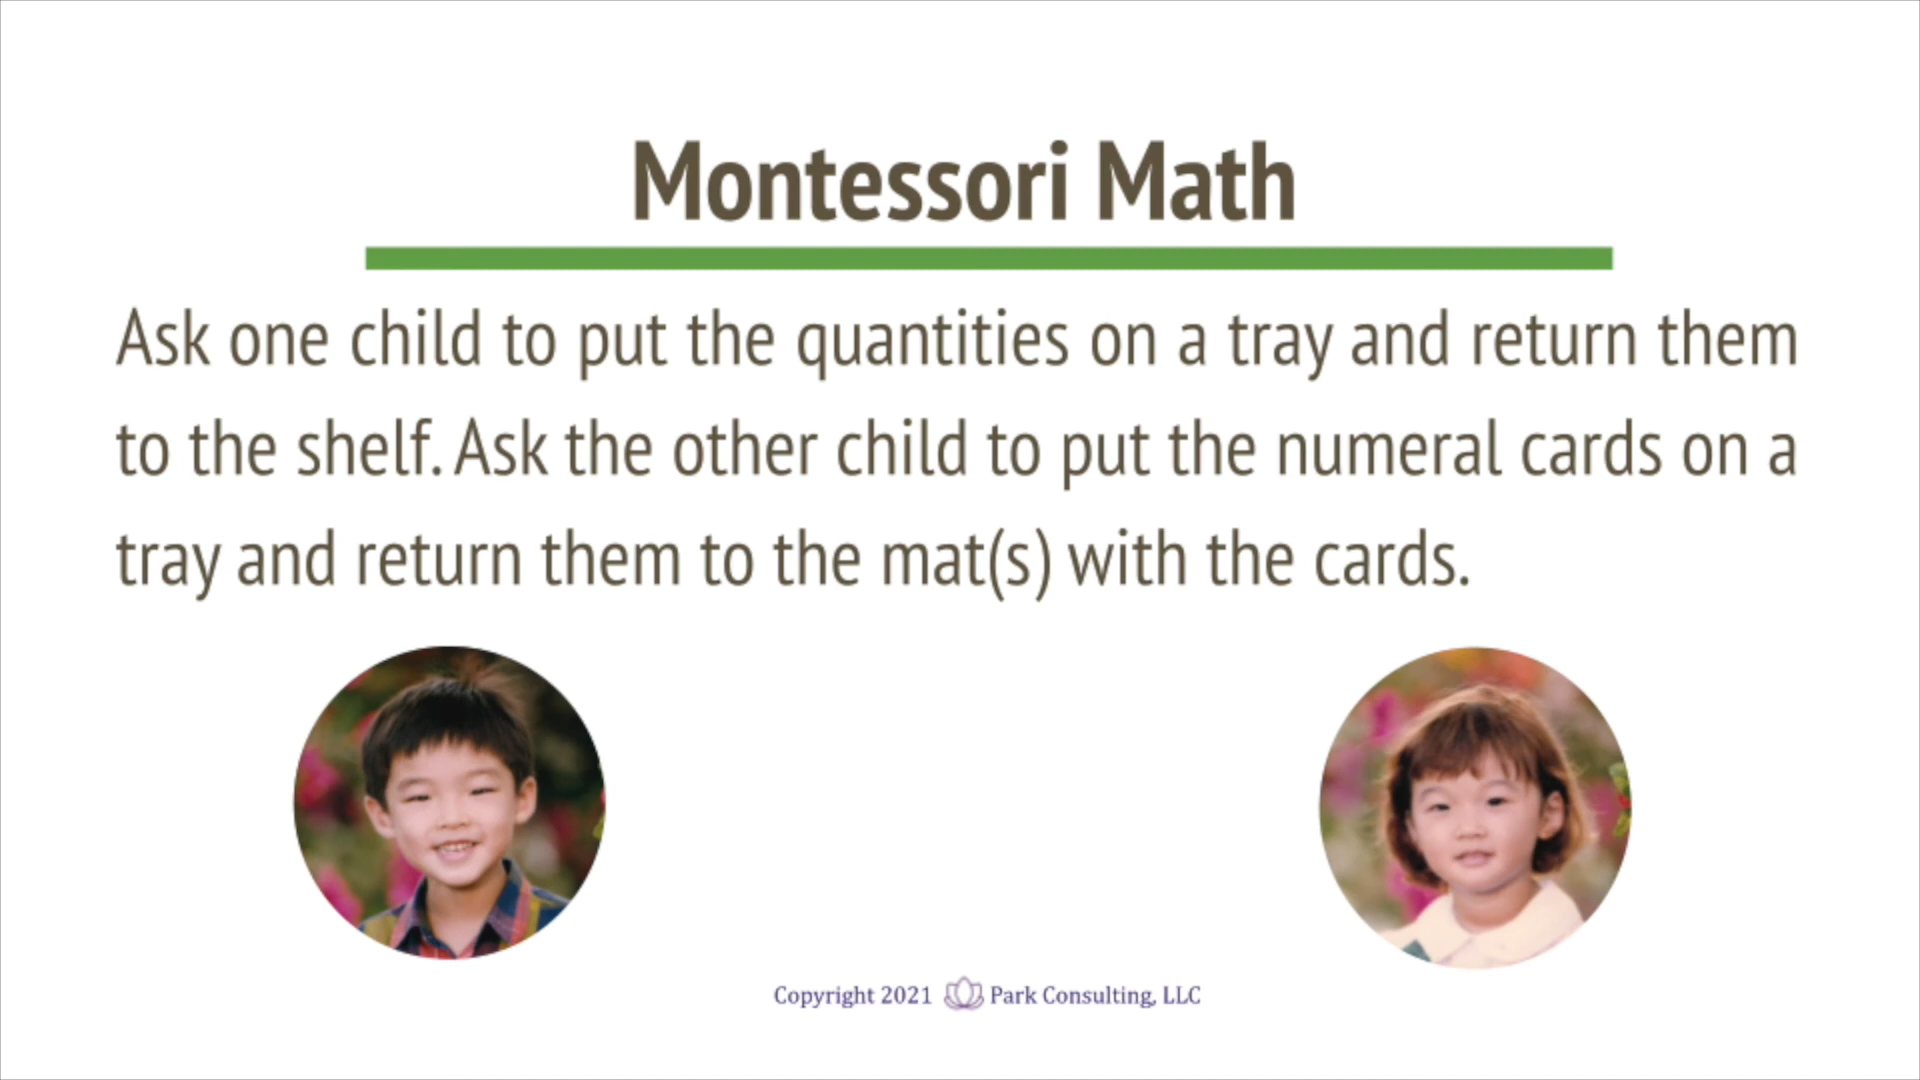 Montessori Math
Ask one child to put the quantities on a tray and return them
to the shelf. Ask the other child to put the numeral cards on a
tray and return them to the mat(s) with the cards.
Copyright 2021 Park Consulting, LLC